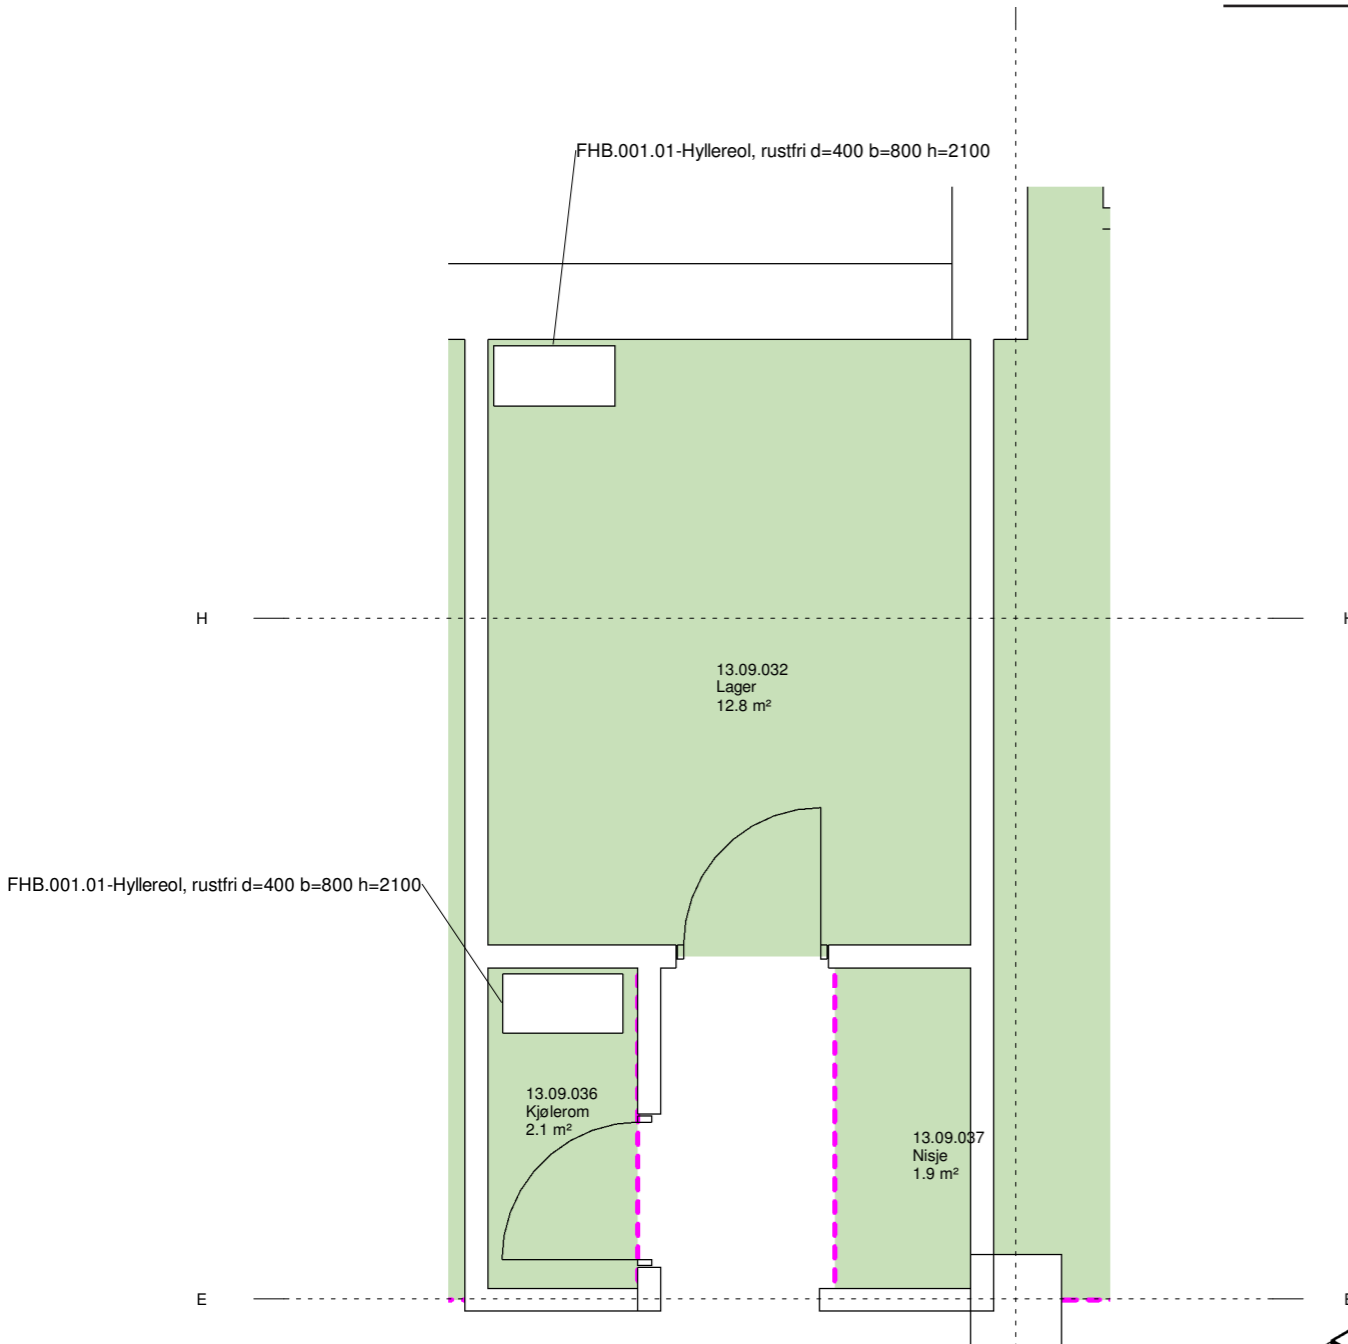 FHB.001.01-Hyllereol, rustfri d=400 b=800 h=2100
H
13.09.032
Lager
12.8 m²
FHB.001.01-Hyllereol, rustfri d=400 b=800 h=2100
13.09.036
Kjølerom
2.1 m²
13.09.037
Nisje
1.9 m²
E